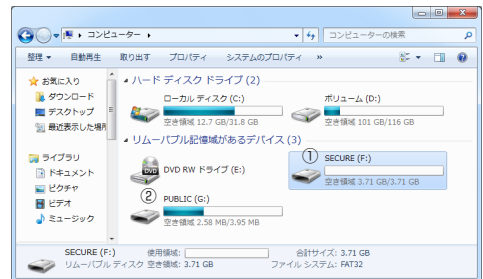 コンピューター
コンピューターの検索
整理 自動再生 取り出す プロパティ システムのプロパティ »
お気に入り
ダウンロード
デスクトップ
最近表示した場所
ライブラリ
ドキュメント
ピクチャ
ビデオ
ミュージック
ハード ディスク ドライブ (2)
ローカル ディスク (C:)
空き領域 12.7 GB/31.8 GB
ボリューム (D:)
空き領域 101 GB/116 GB
リムーバブル記憶域があるデバイス (3)
DVD RW ドライブ (E:)
① SECURE (F:)
空き領域 3.71 GB/3.71 GB
② PUBLIC (G:)
空き領域 2.58 MB/3.95 MB
SECURE (F:) 使用領域: 合計サイズ: 3.71 GB
リムーバブル ディスク 空き領域: 3.71 GB ファイル システム: FAT32